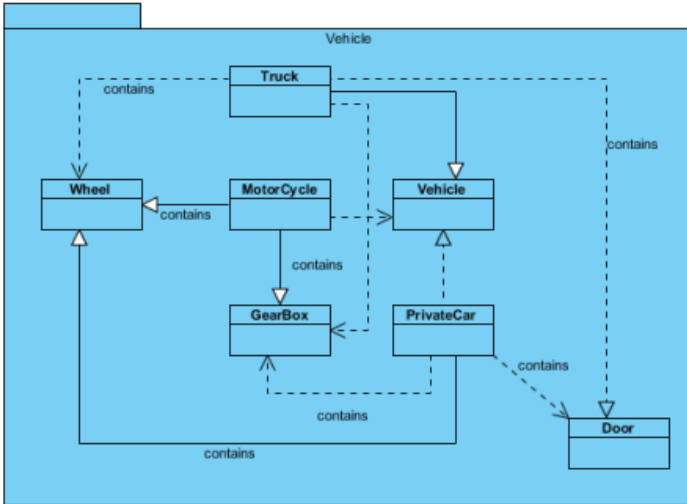 Vehicle
Truck
contains
contains
Wheel
MotorCycle
Vehicle
contains
contains
GearBox
PrivateCar
contains
contains
Door
contains